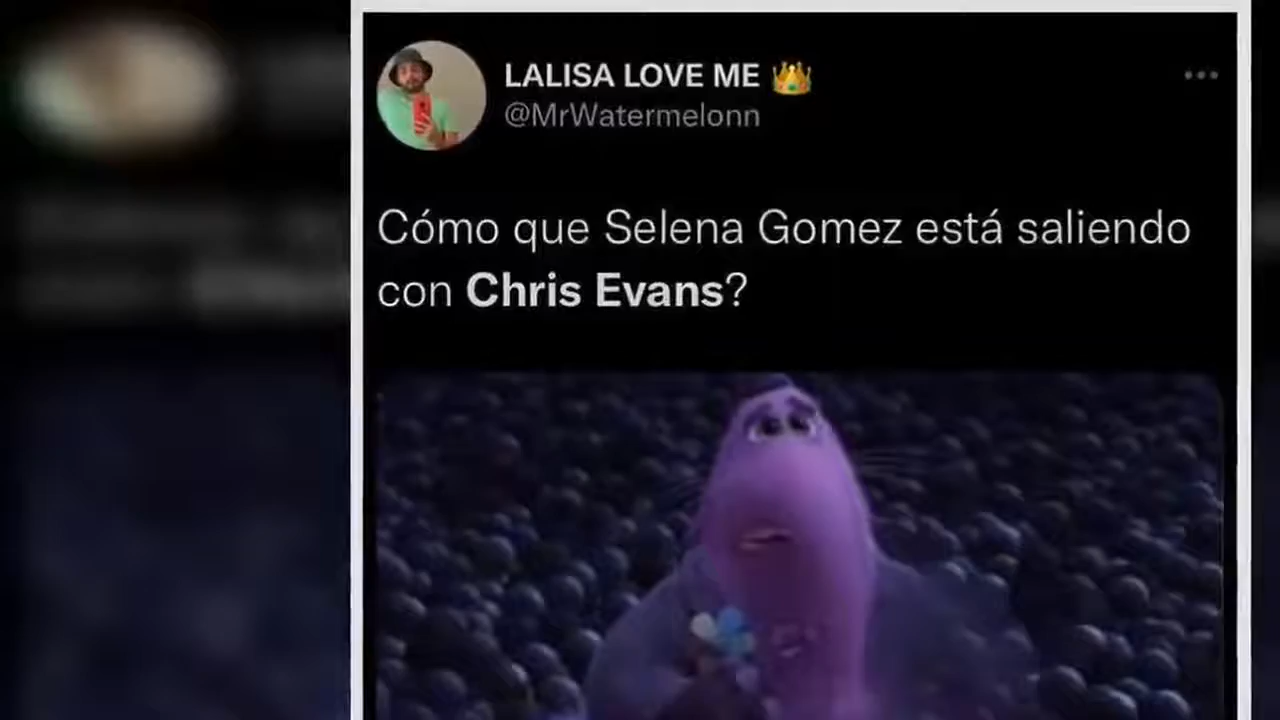 LALISA LOVE ME 👑
@MrWatermelonn
Cómo que Selena Gomez está saliendo
con Chris Evans?